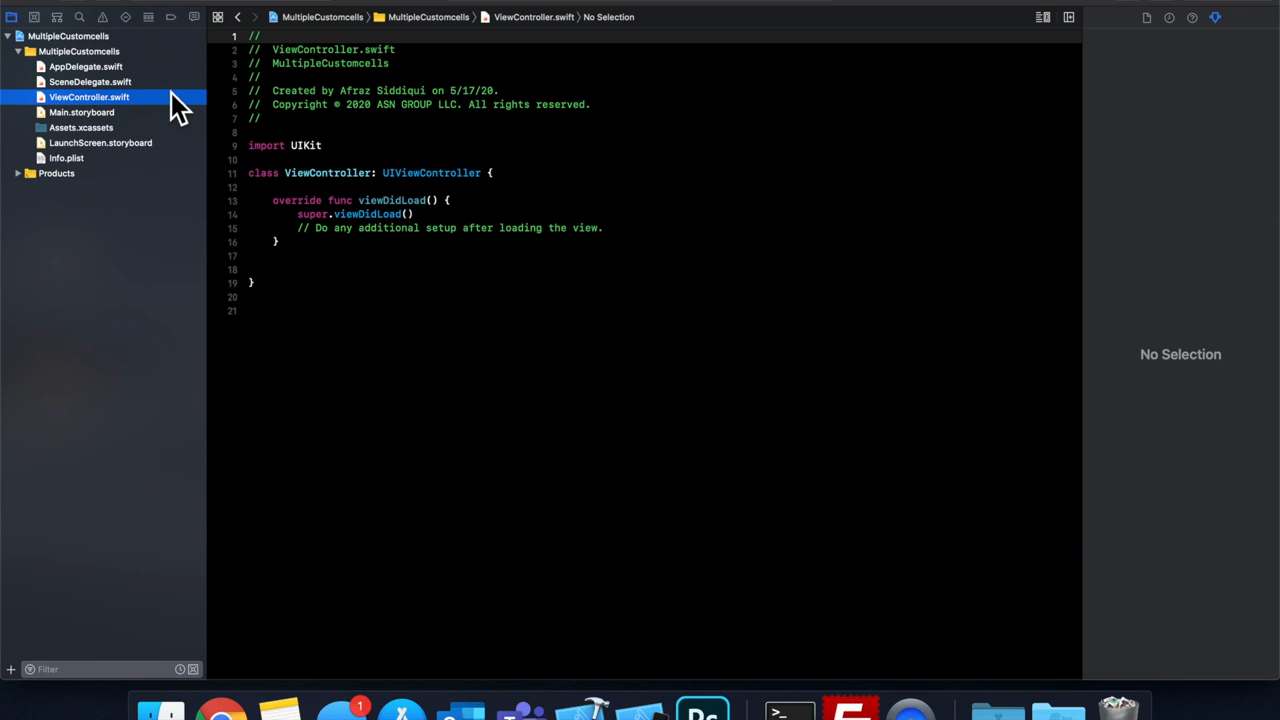 MultipleCustomcells 〉 MultipleCustomcells 〉 ViewController.swift 〉 No Selection
MultipleCustomcells
MultipleCustomcells
AppDelegate.swift
SceneDelegate.swift
ViewController.swift
Main.storyboard
Assets.xcassets
LaunchScreen.storyboard
Info.plist
Products
Filter
1 //
2 //  ViewController.swift
3 //  MultipleCustomcells
4 //
5 //  Created by Afraz Siddiqui on 5/17/20.
6 //  Copyright © 2020 ASN GROUP LLC. All rights reserved.
7 //
8
9 import UIKit
10
11 class ViewController: UIViewController {
12
13     override func viewDidLoad() {
14         super.viewDidLoad()
15         // Do any additional setup after loading the view.
16     }
17
18
19 }
20
21
No Selection
1
>_
Pc